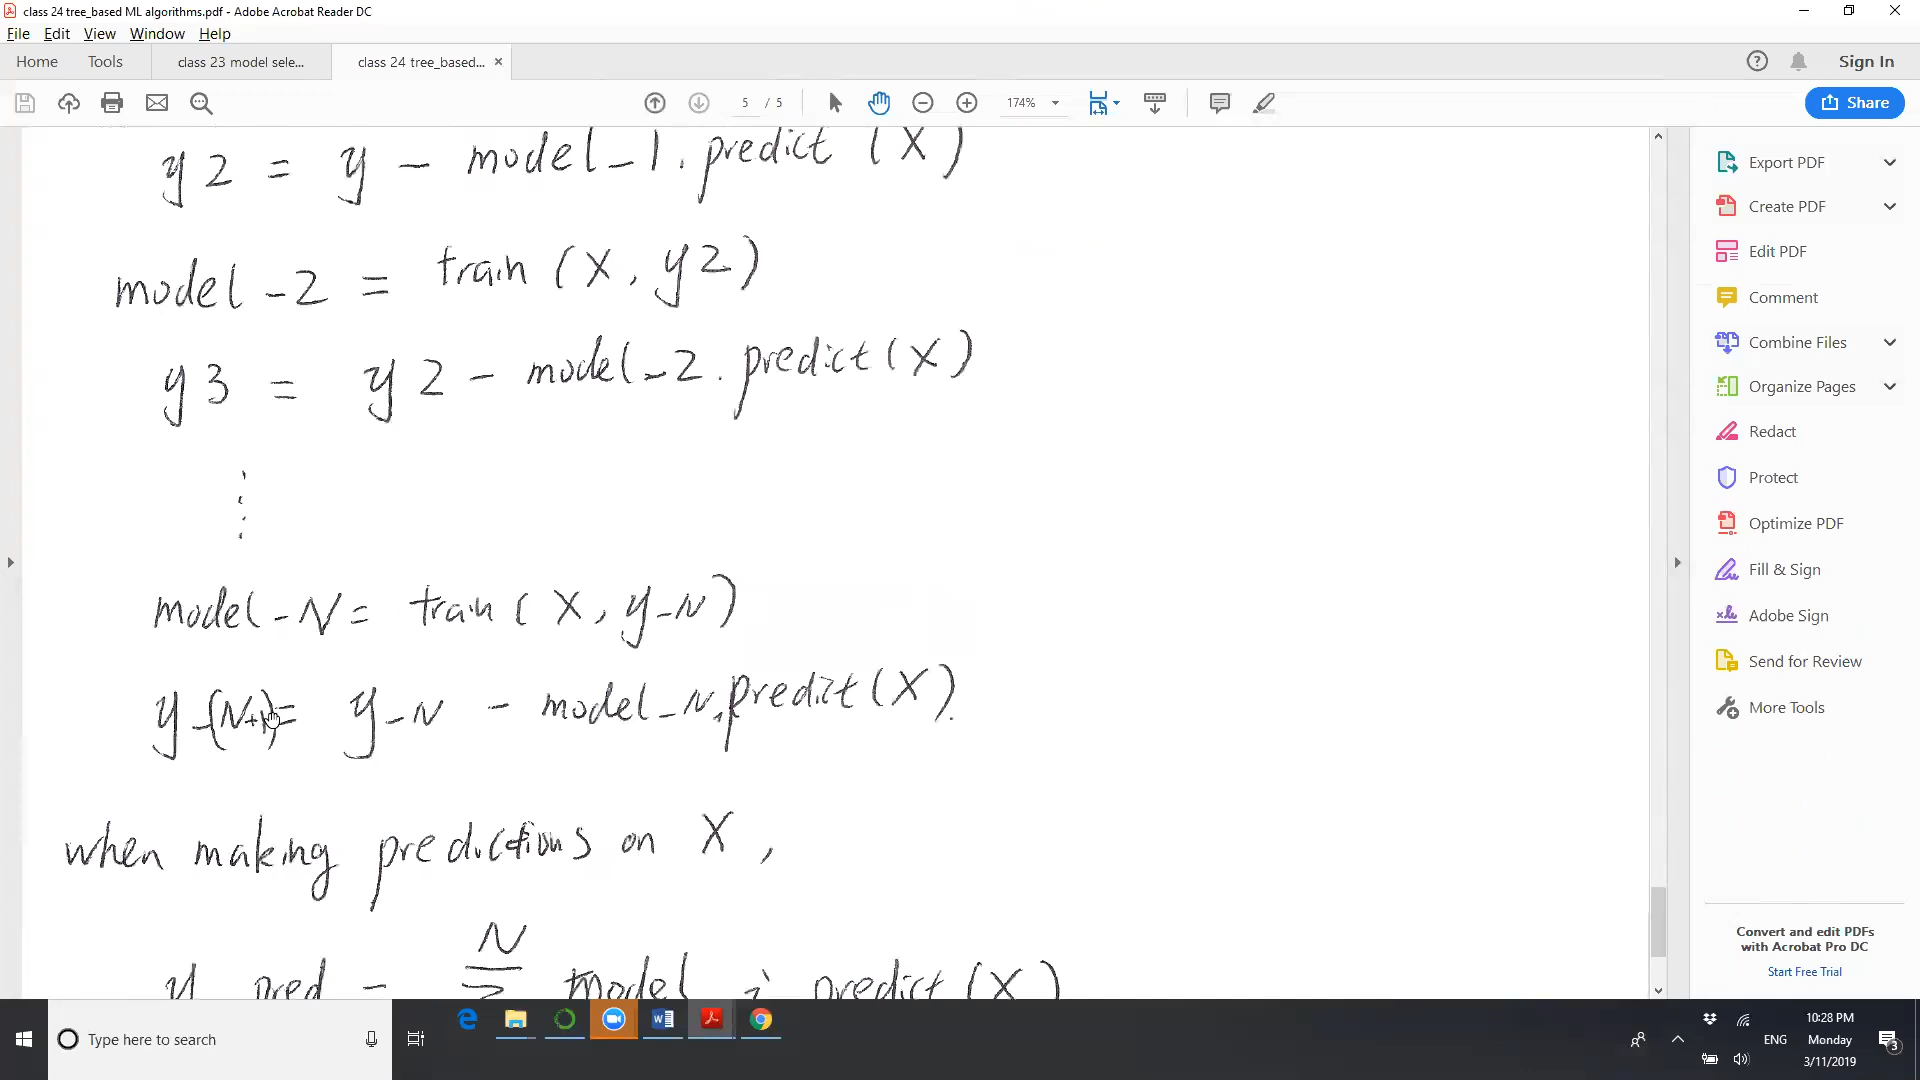 class 24 tree_based ML algorithms.pdf - Adobe Acrobat Reader DC
File Edit View Window Help
Home Tools class 23 model sele... class 24 tree_based... × Sign In
5 / 5 174% Share
y2 = y - model_1.predict (X)
model_2 = train (X, y2)
y3 = y2 - model_2.predict(X)
⋮
model_N = train (X, y_N)
y_(N+1) = y_N - model_N.predict(X).
when making predictions on X,
N
y pred = Σ model i predict (X)
Export PDF
Create PDF
Edit PDF
Comment
Combine Files
Organize Pages
Redact
Protect
Optimize PDF
Fill & Sign
Adobe Sign
Send for Review
More Tools
Convert and edit PDFs
with Acrobat Pro DC
Start Free Trial
Type here to search
ENG
10:28 PM
Monday
3/11/2019
3